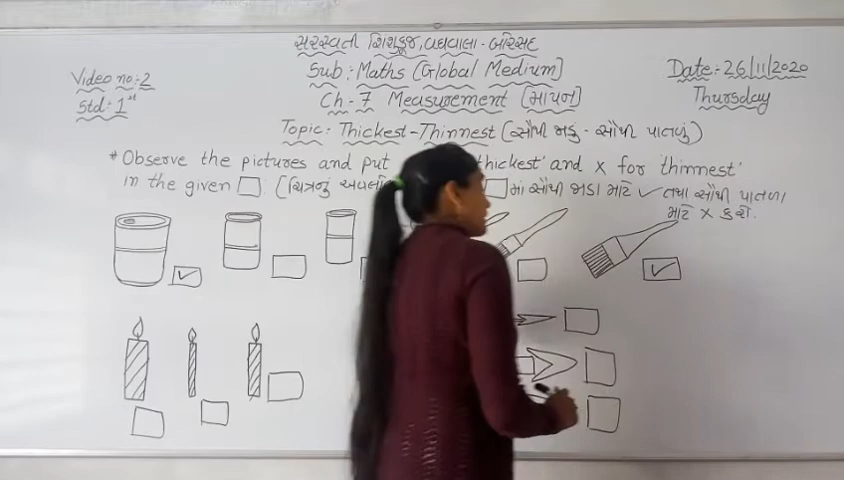 સરસ્વતી શિશુકુંજ, વઘવાલા - બોરસદ
Video no:-2
Sub : Maths [Global Medium]
Date:- 26/11/2020
Std:- 1st
Ch-7 Measurement [માપન]
Thursday
Topic: Thickest-Thinnest (સૌથી જાડું - સૌથી પાતળું)
* Observe the pictures and put thickest' and x for 'thinnest'
in the given □. [ચિત્રનું □ માં સૌથી જાડા માટે ✓ તથા સૌથી પાતળા
માટે x કરો.